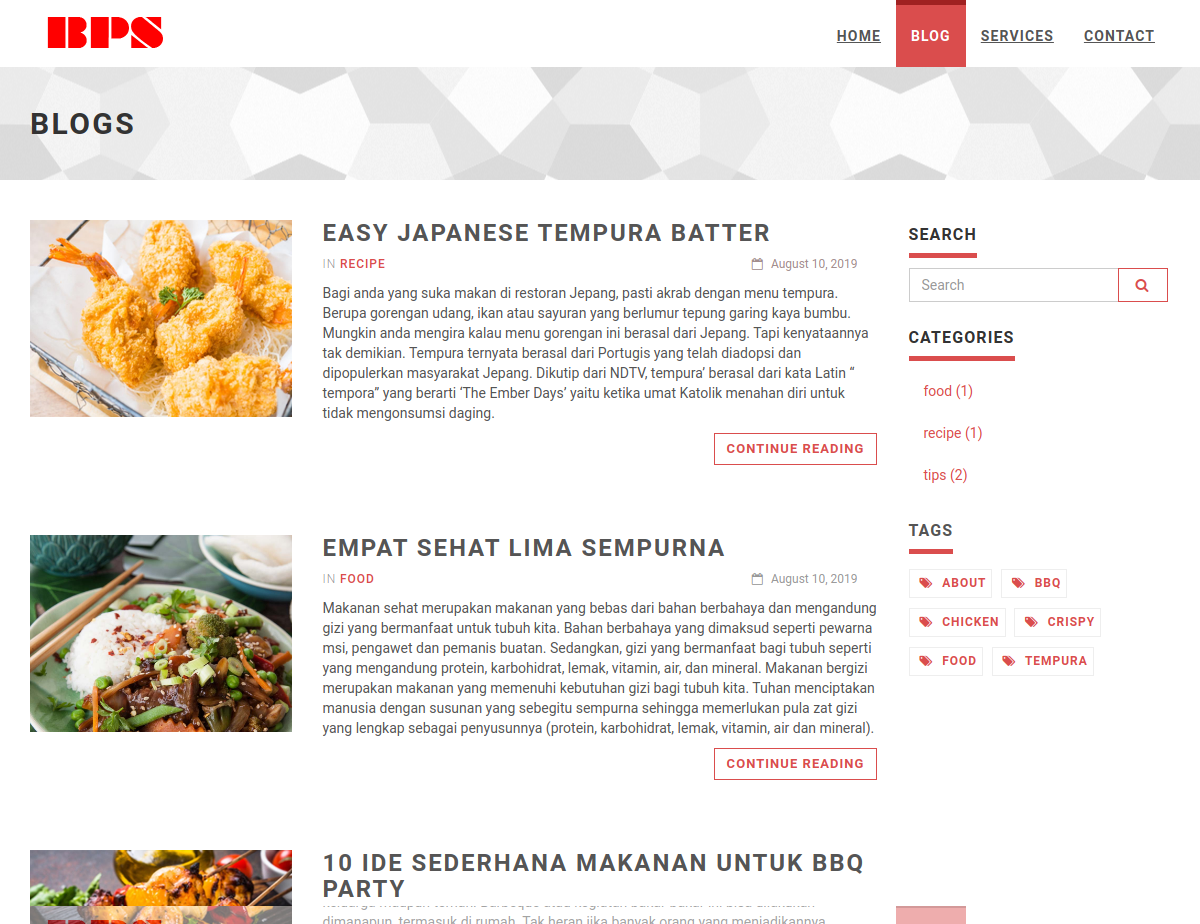 BPS
HOME
BLOG
SERVICES
CONTACT
BLOGS
EASY JAPANESE TEMPURA BATTER
IN RECIPE
August 10, 2019
Bagi anda yang suka makan di restoran Jepang, pasti akrab dengan menu tempura.
Berupa gorengan udang, ikan atau sayuran yang berlumur tepung garing kaya bumbu.
Mungkin anda mengira kalau menu gorengan ini berasal dari Jepang. Tapi kenyataannya
tak demikian. Tempura ternyata berasal dari Portugis yang telah diadopsi dan
dipopulerkan masyarakat Jepang. Dikutip dari NDTV, tempura’ berasal dari kata Latin “
tempora” yang berarti ‘The Ember Days’ yaitu ketika umat Katolik menahan diri untuk
tidak mengonsumsi daging.
CONTINUE READING
EMPAT SEHAT LIMA SEMPURNA
IN FOOD
August 10, 2019
Makanan sehat merupakan makanan yang bebas dari bahan berbahaya dan mengandung
gizi yang bermanfaat untuk tubuh kita. Bahan berbahaya yang dimaksud seperti pewarna
msi, pengawet dan pemanis buatan. Sedangkan, gizi yang bermanfaat bagi tubuh seperti
yang mengandung protein, karbohidrat, lemak, vitamin, air, dan mineral. Makanan bergizi
merupakan makanan yang memenuhi kebutuhan gizi bagi tubuh kita. Tuhan menciptakan
manusia dengan susunan yang sebegitu sempurna sehingga memerlukan pula zat gizi
yang lengkap sebagai penyusunnya (protein, karbohidrat, lemak, vitamin, air dan mineral).
CONTINUE READING
10 IDE SEDERHANA MAKANAN UNTUK BBQ
PARTY
dimanapun, termasuk di rumah. Tak heran jika banyak orang yang menjadikannya
BPS
SEARCH
Search
CATEGORIES
food (1)
recipe (1)
tips (2)
TAGS
ABOUT
BBQ
CHICKEN
CRISPY
FOOD
TEMPURA